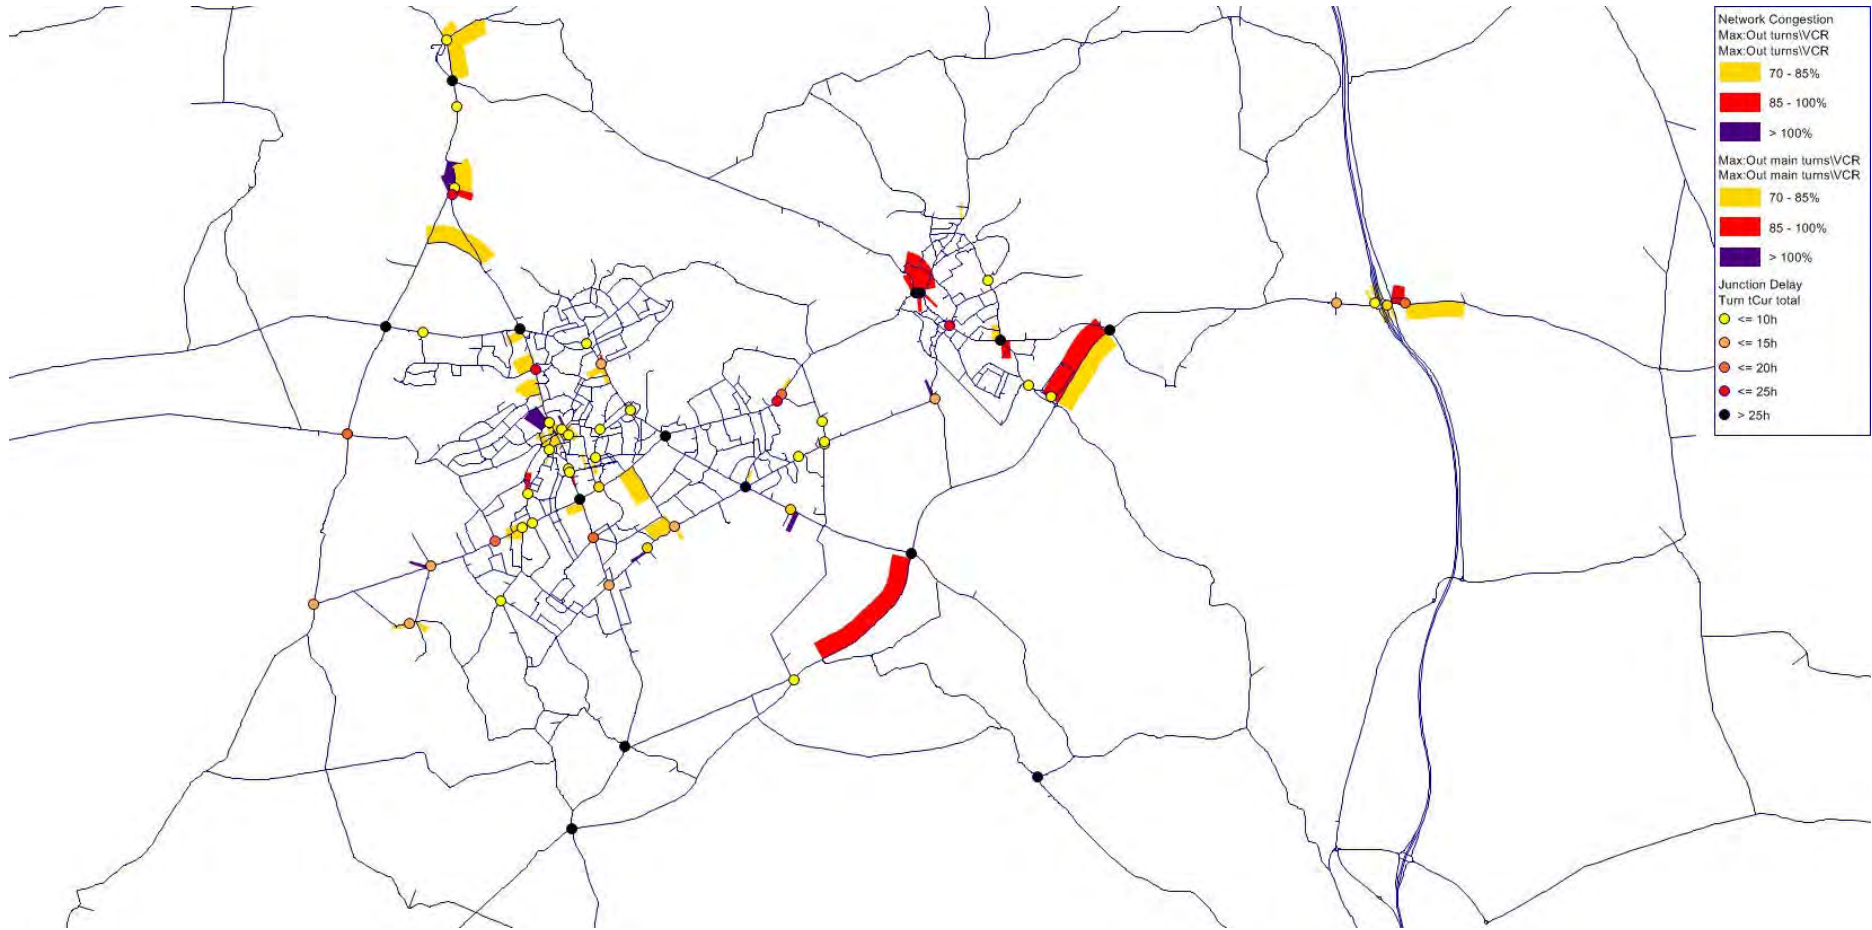 Network Congestion
Max:Out turns\VCR
Max:Out turns\VCR
70 - 85%
85 - 100%
> 100%
Max:Out main turns\VCR
Max:Out main turns\VCR
70 - 85%
85 - 100%
> 100%
Junction Delay
Turn tCur total
<= 10h
<= 15h
<= 20h
<= 25h
> 25h